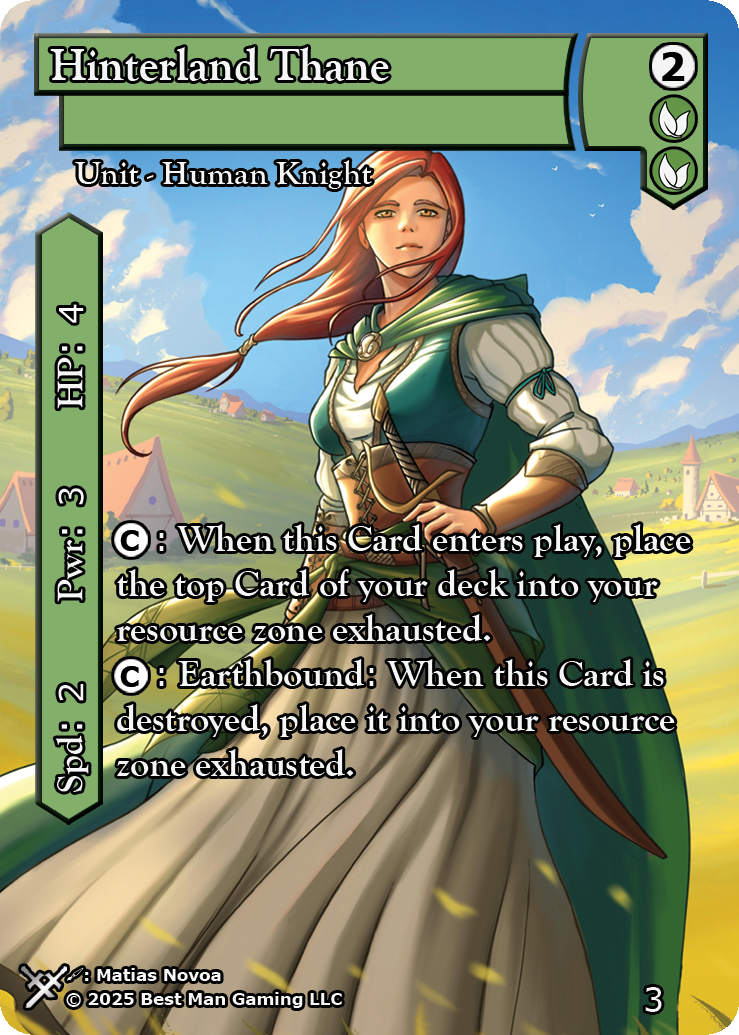 Hinterland Thane
2
Unit - Human Knight
HP: 4
Pwr: 3
Spd: 2
C: When this Card enters play, place
the top Card of your deck into your
resource zone exhausted.
C: Earthbound: When this Card is
destroyed, place it into your resource
zone exhausted.
: Matias Novoa
© 2025 Best Man Gaming LLC
3